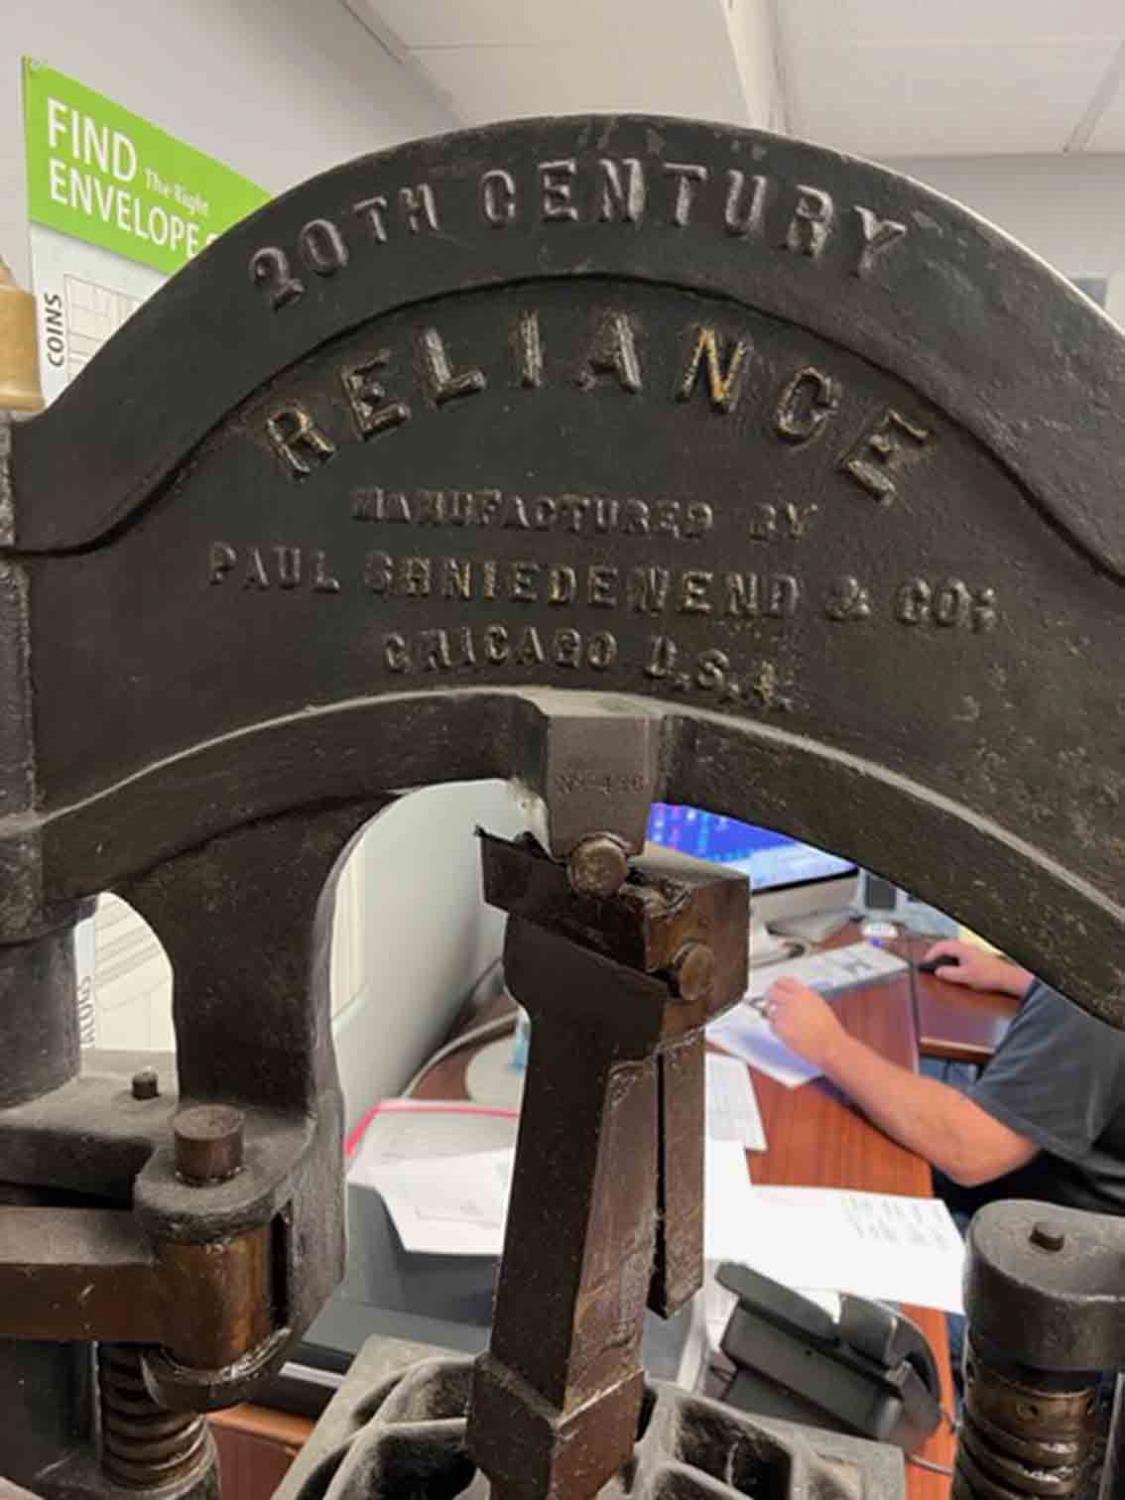 FIND The Right
ENVELOPE
COINS
20TH CENTURY
RELIANCE
MANUFACTURED BY
PAUL SHNIEDEWEND & CO.
CHICAGO U.S.A.